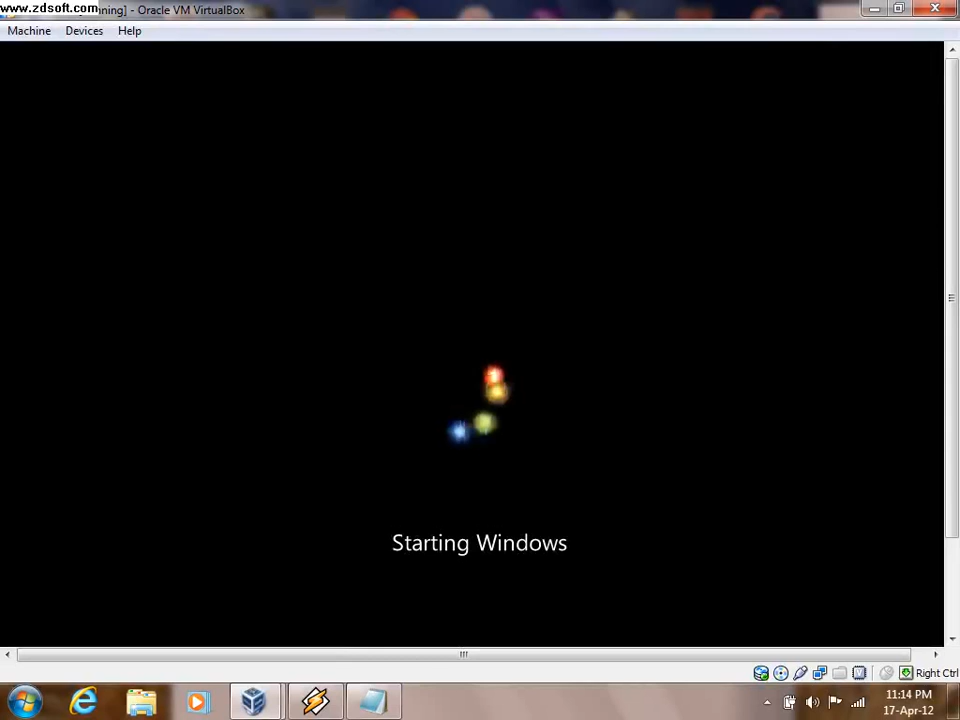 www.zdsoft.com
nning] - Oracle VM VirtualBox
Machine Devices Help
Starting Windows
Right Ctrl
11:14 PM
17-Apr-12